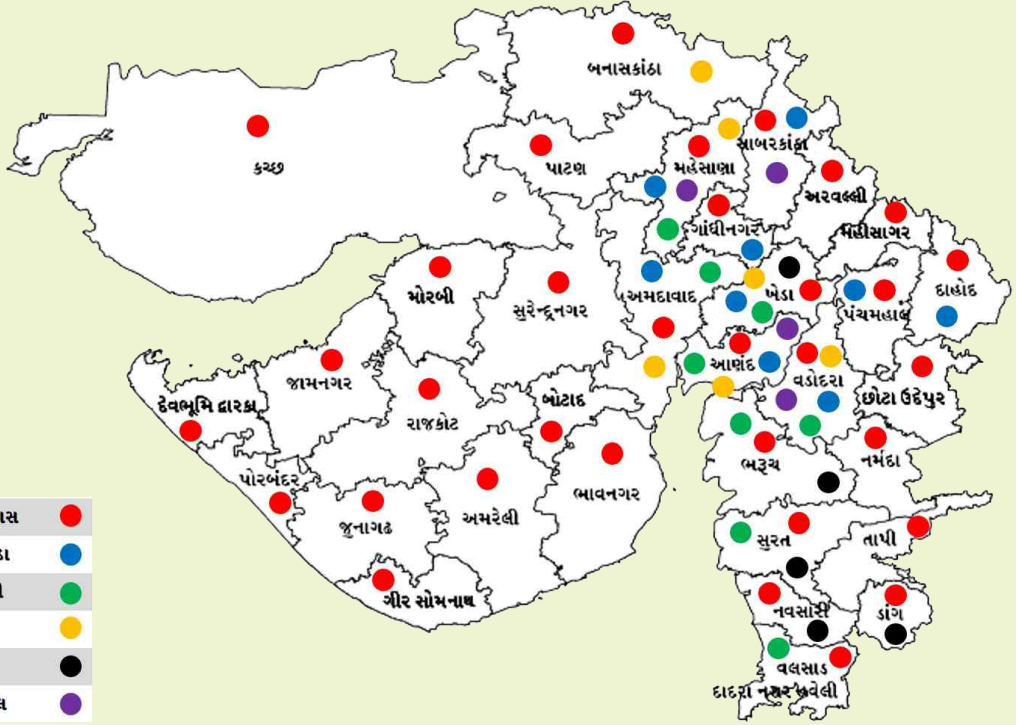 બનાસકાંઠા
કચ્છ
પાટણ
મહેસાણા
સાબરકાંઠા
અરવલ્લી
મહીસાગર
ગાંધીનગર
મોરબી
સુરેન્દ્રનગર
અમદાવાદ
ખેડા
પંચમહાલ
દાહોદ
જામનગર
આણંદ
વડોદરા
છોટા ઉદેપુર
દેવભૂમિ દ્વારકા
રાજકોટ
બોટાદ
ભરૂચ
નર્મદા
પોરબંદર
જુનાગઢ
અમરેલી
ભાવનગર
સુરત
તાપી
ગીર સોમનાથ
નવસારી
ડાંગ
વલસાડ
દાદરા નગર હવેલી